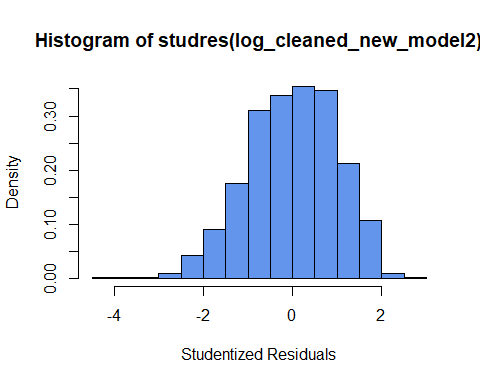 Histogram of studres(log_cleaned_new_model2)
Density
0.30
0.20
0.10
0.00
-4
-2
0
2
Studentized Residuals